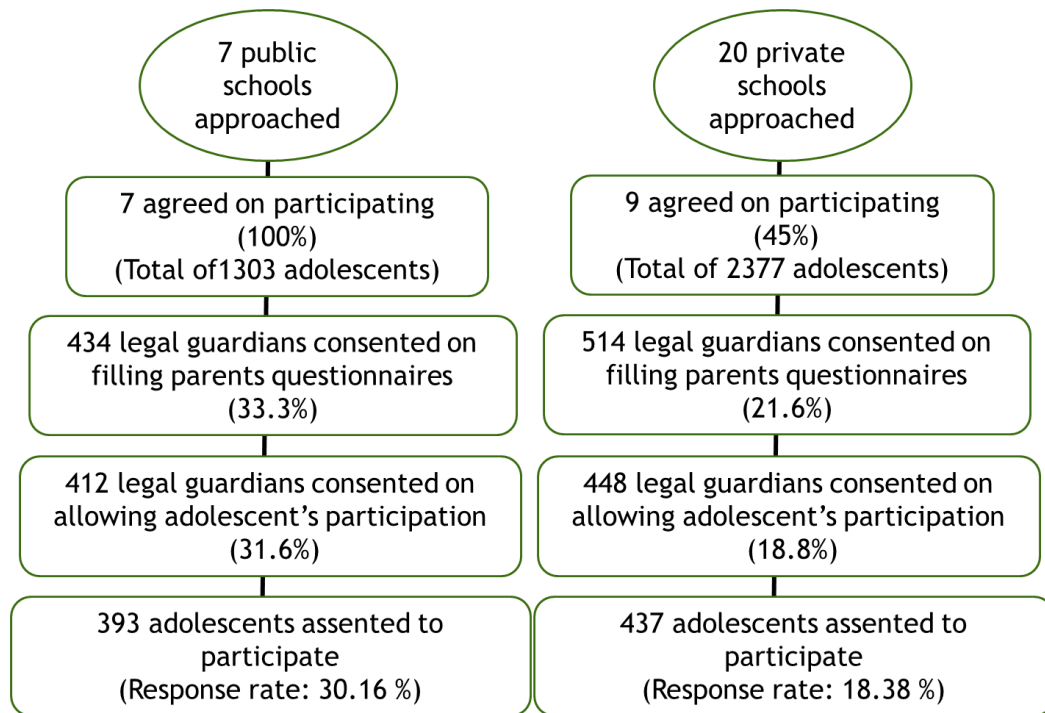 7 public
schools
approached
7 agreed on participating
(100%)
(Total of1303 adolescents)
434 legal guardians consented on
filling parents questionnaires
(33.3%)
412 legal guardians consented on
allowing adolescent’s participation
(31.6%)
393 adolescents assented to
participate
(Response rate: 30.16 %)
20 private
schools
approached
9 agreed on participating
(45%)
(Total of 2377 adolescents)
514 legal guardians consented on
filling parents questionnaires
(21.6%)
448 legal guardians consented on
allowing adolescent’s participation
(18.8%)
437 adolescents assented to
participate
(Response rate: 18.38 %)